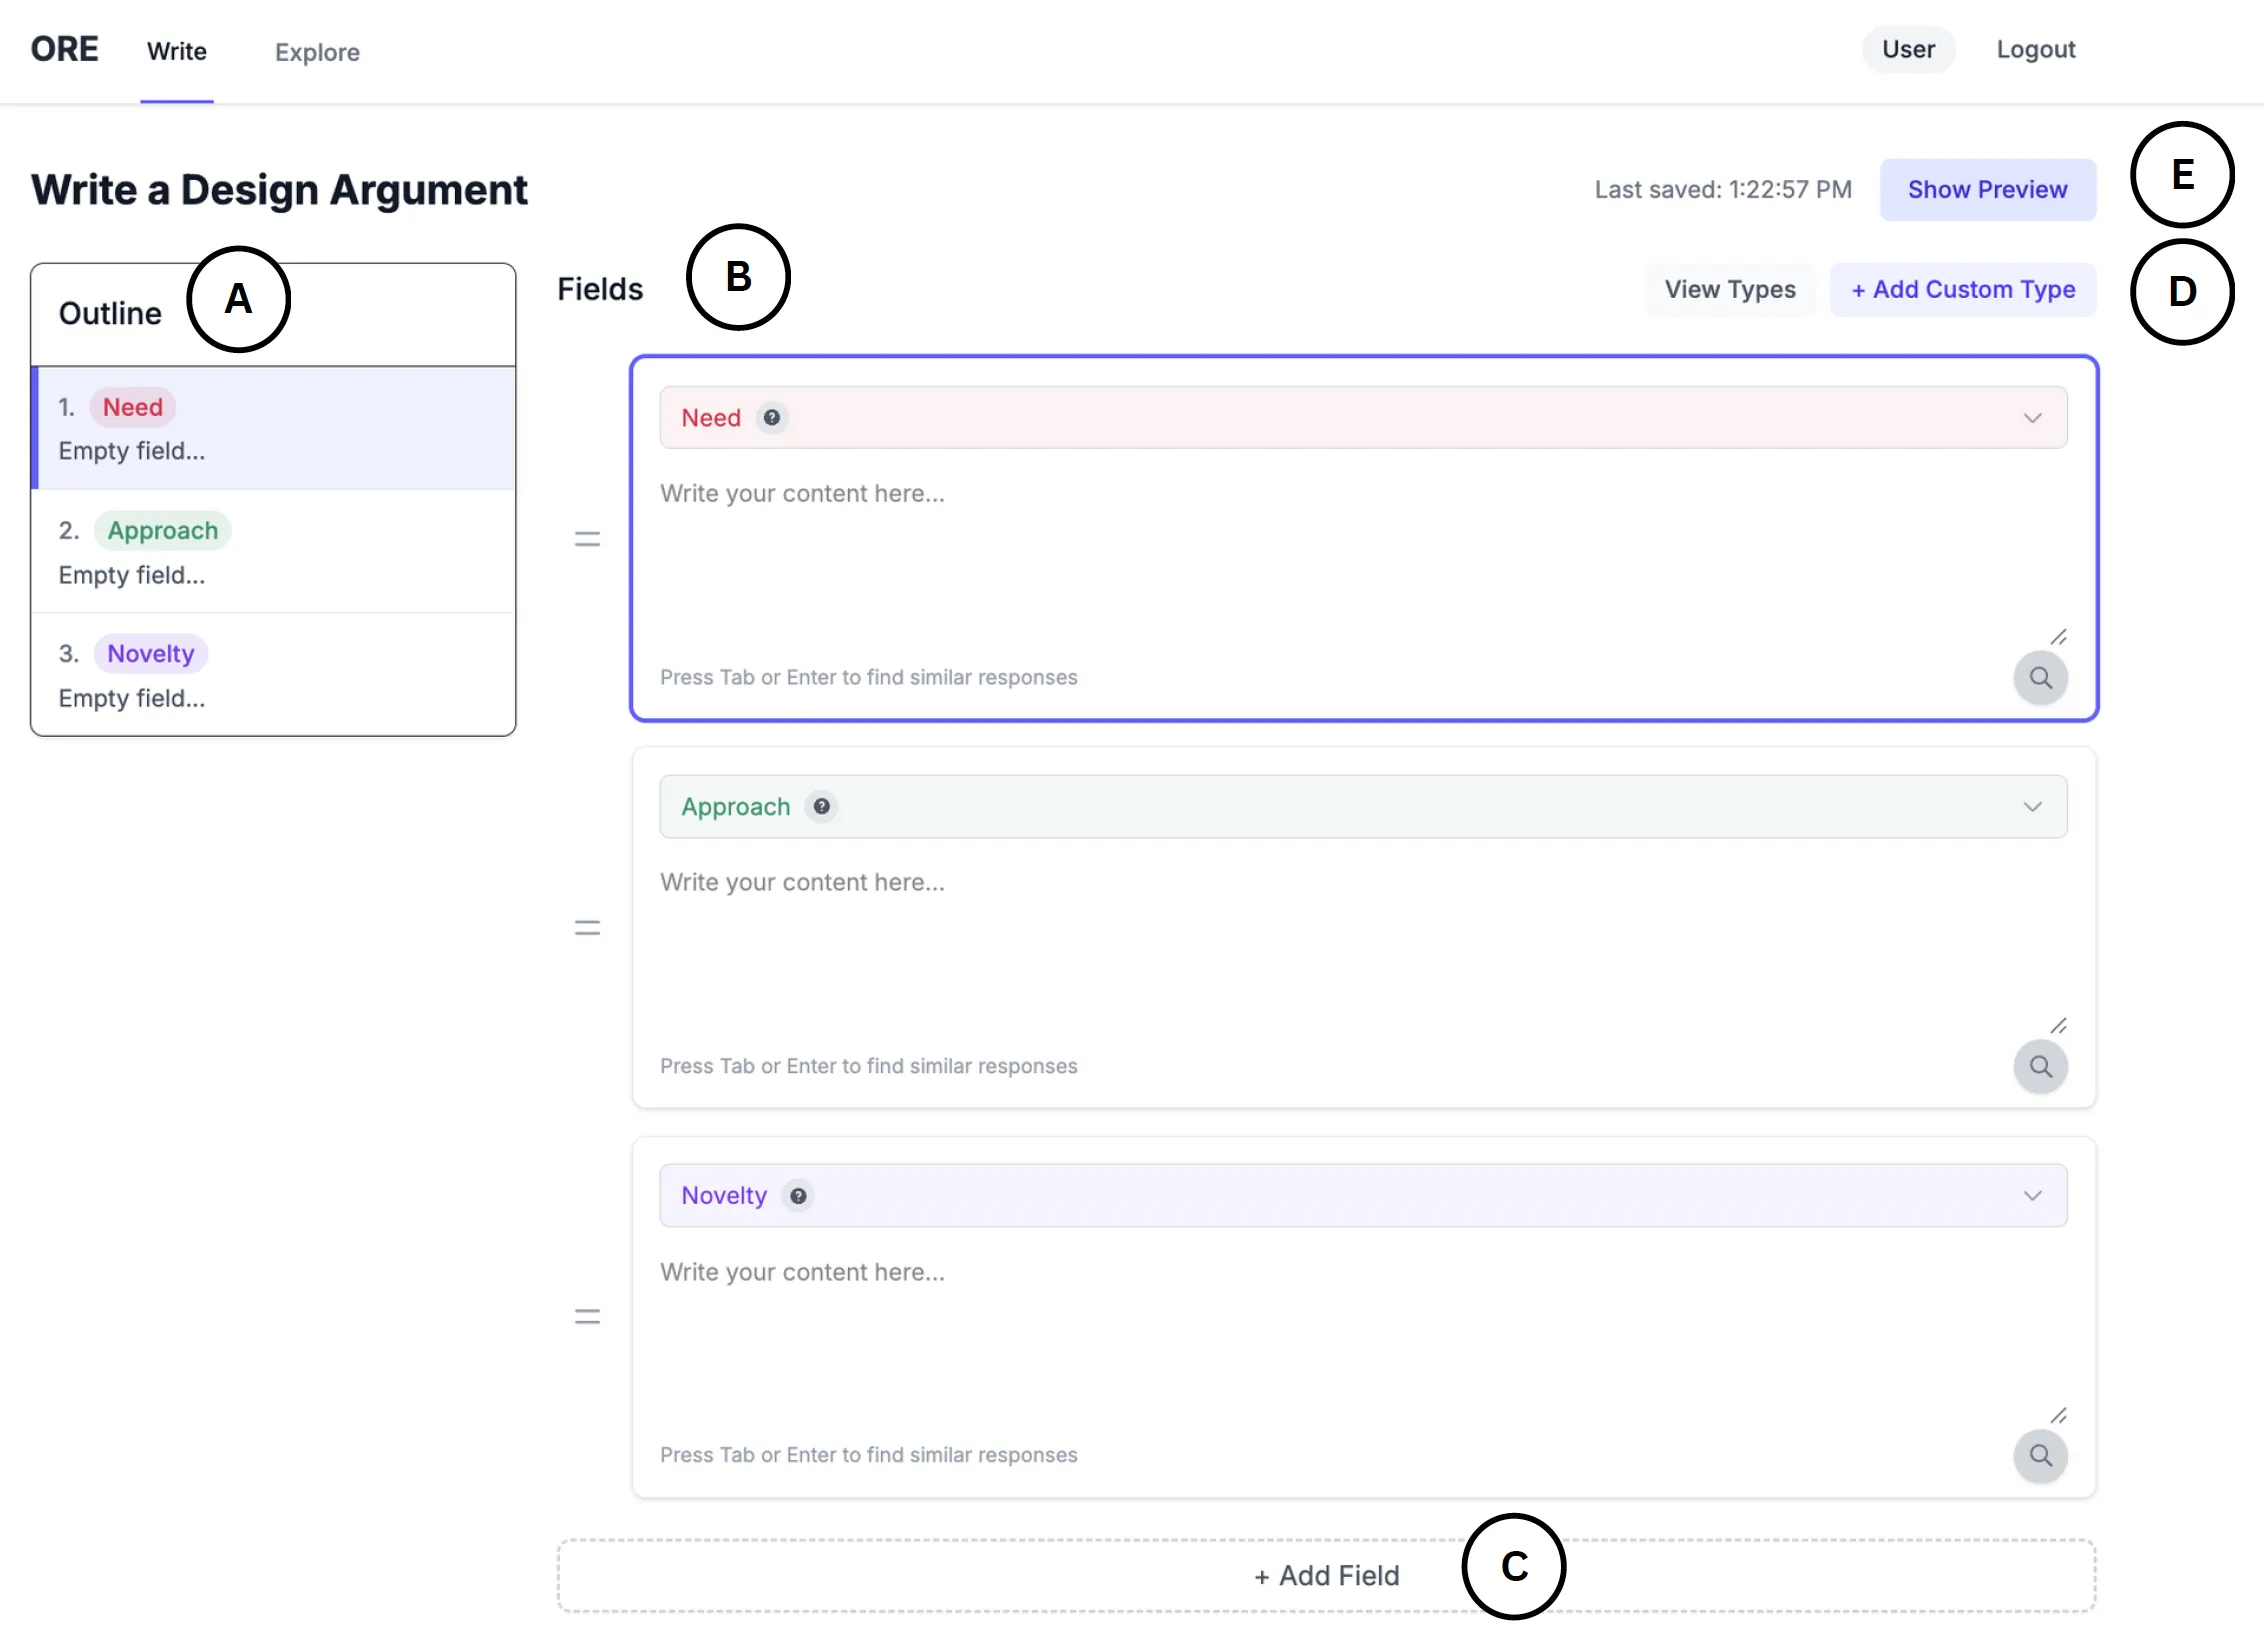 ORE Write Explore User Logout
Write a Design Argument Last saved: 1:22:57 PM Show Preview E
Outline A
1. Need
Empty field...
2. Approach
Empty field...
3. Novelty
Empty field...
Fields B View Types + Add Custom Type D
Need ?
Write your content here...
Press Tab or Enter to find similar responses
Approach ?
Write your content here...
Press Tab or Enter to find similar responses
Novelty ?
Write your content here...
Press Tab or Enter to find similar responses
+ Add Field C